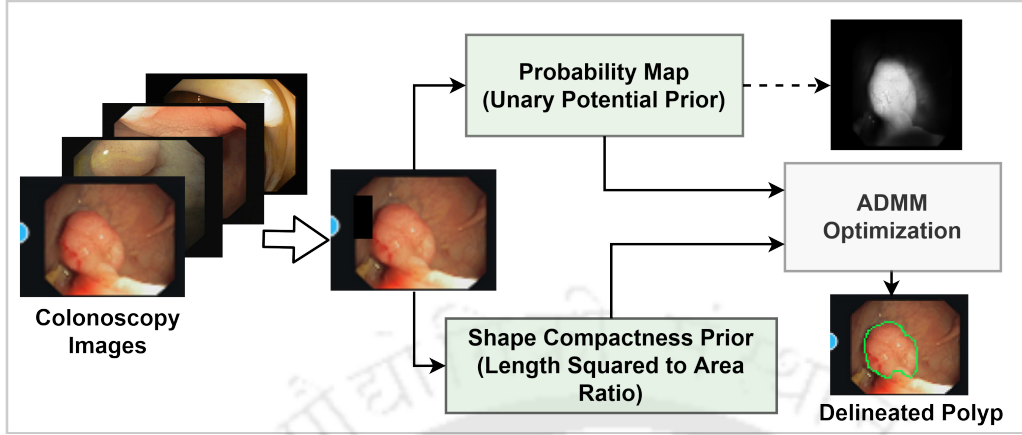 Probability Map
(Unary Potential Prior)
ADMM
Optimization
Colonoscopy
Images
Shape Compactness Prior
(Length Squared to Area
Ratio)
Delineated Polyp